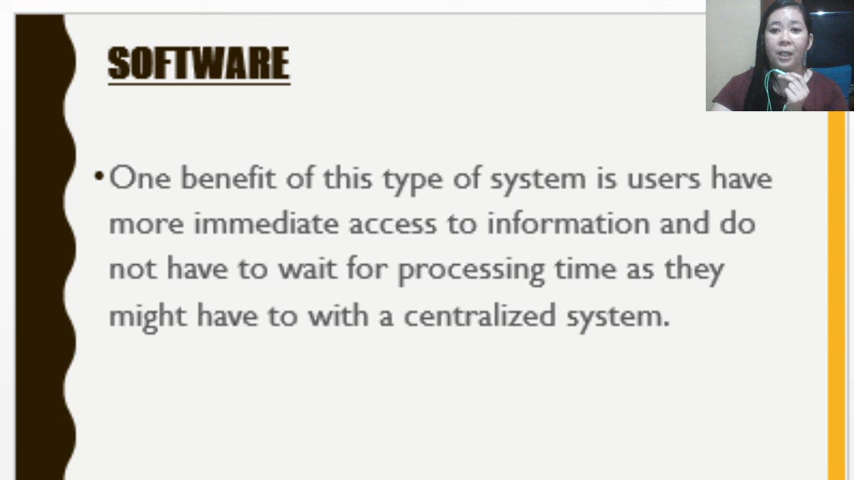 SOFTWARE
•One benefit of this type of system is users have
more immediate access to information and do
not have to wait for processing time as they
might have to with a centralized system.